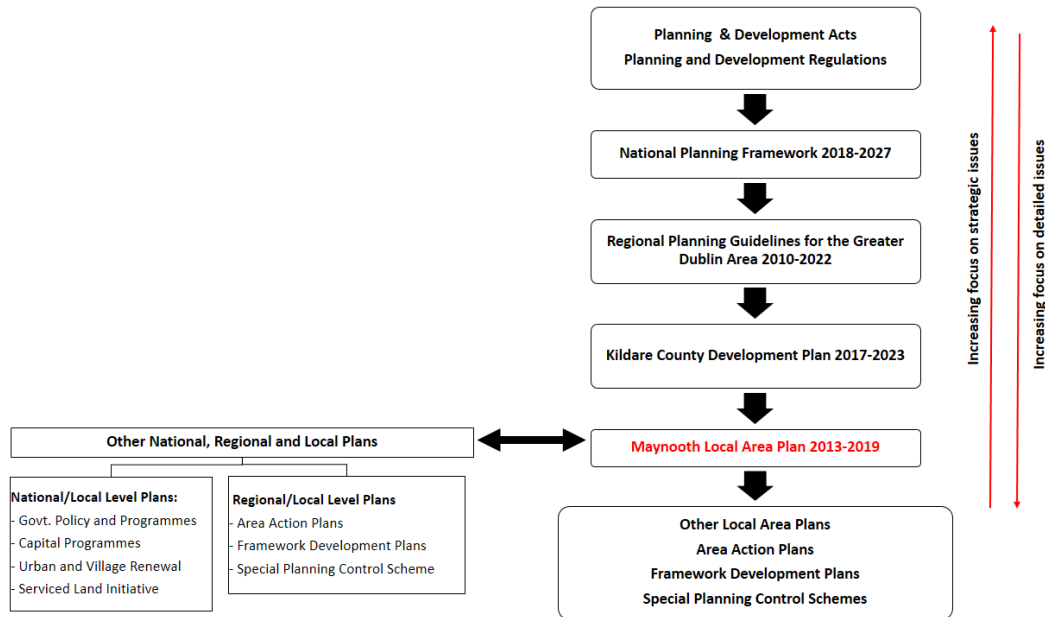 Planning & Development Acts
Planning and Development Regulations
National Planning Framework 2018-2027
Regional Planning Guidelines for the Greater
Dublin Area 2010-2022
Kildare County Development Plan 2017-2023
Maynooth Local Area Plan 2013-2019
Other Local Area Plans
Area Action Plans
Framework Development Plans
Special Planning Control Schemes
Other National, Regional and Local Plans
National/Local Level Plans:
- Govt. Policy and Programmes
- Capital Programmes
- Urban and Village Renewal
- Serviced Land Initiative
Regional/Local Level Plans
- Area Action Plans
- Framework Development Plans
- Special Planning Control Scheme
Increasing focus on strategic issues
Increasing focus on detailed issues